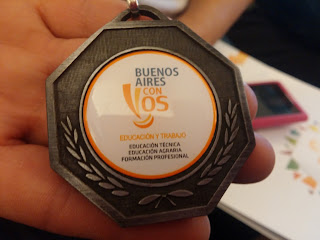 BUENOS
AIRES
CON
VOS
EDUCACIÓN Y TRABAJO
EDUCACIÓN TÉCNICA
EDUCACIÓN AGRARIA
FORMACIÓN PROFESIONAL